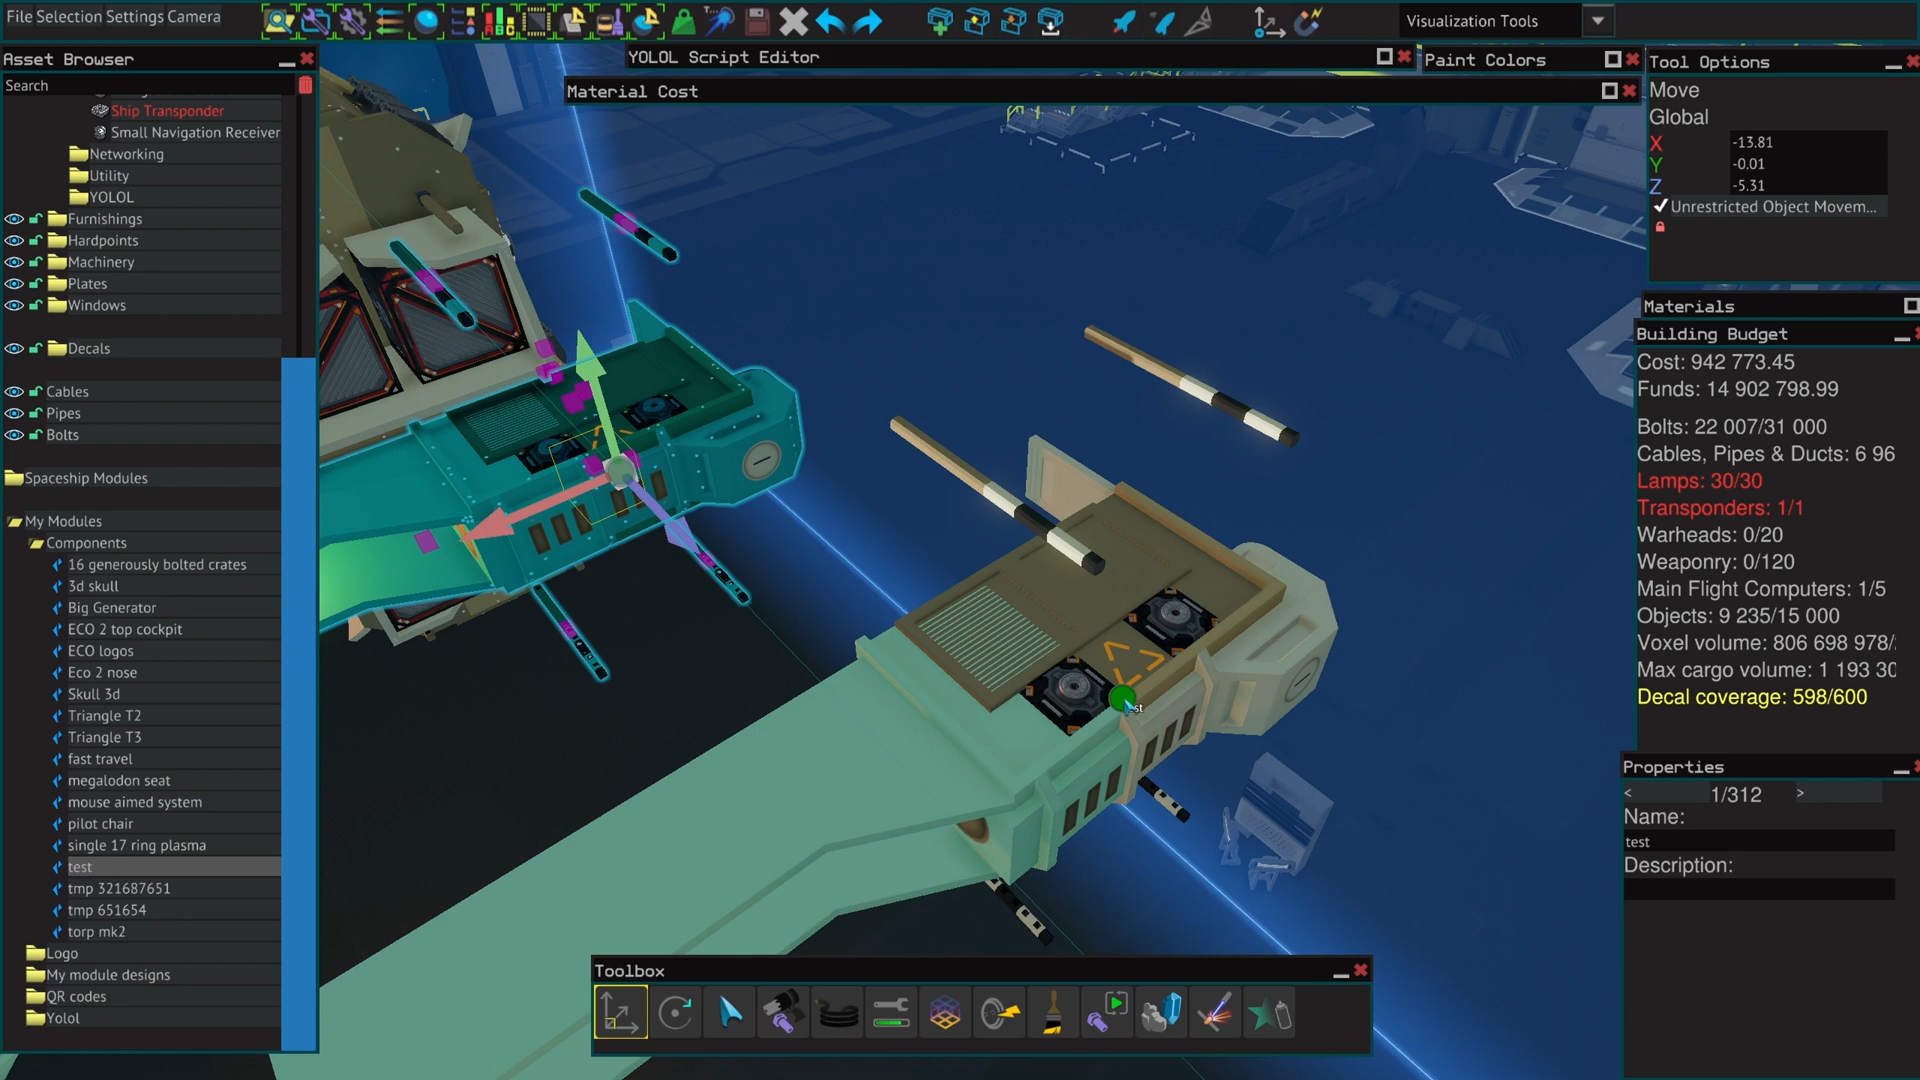 File Selection Settings Camera
Visualization Tools
Asset Browser
Search
Ship Transponder
Small Navigation Receiver
Networking
Utility
YOLOL
Furnishings
Hardpoints
Machinery
Plates
Windows
Decals
Cables
Pipes
Bolts
Spaceship Modules
My Modules
Components
16 generously bolted crates
3d skull
Big Generator
ECO 2 top cockpit
ECO logos
Eco 2 nose
Skull 3d
Triangle T2
Triangle T3
fast travel
megalodon seat
mouse aimed system
pilot chair
single 17 ring plasma
test
tmp 321687651
tmp 651654
torp mk2
Logo
My module designs
QR codes
Yolol
YOLOL Script Editor
Paint Colors
Material Cost
Tool Options
Move
Global
X -13.81
Y -0.01
Z -5.31
Unrestricted Object Movem...
Materials
Building Budget
Cost: 942 773.45
Funds: 14 902 798.99
Bolts: 22 007/31 000
Cables, Pipes & Ducts: 6 96
Lamps: 30/30
Transponders: 1/1
Warheads: 0/20
Weaponry: 0/120
Main Flight Computers: 1/5
Objects: 9 235/15 000
Voxel volume: 806 698 978/
Max cargo volume: 1 193 30
Decal coverage: 598/600
Properties
< 1/312 >
Name:
test
Description:
Toolbox